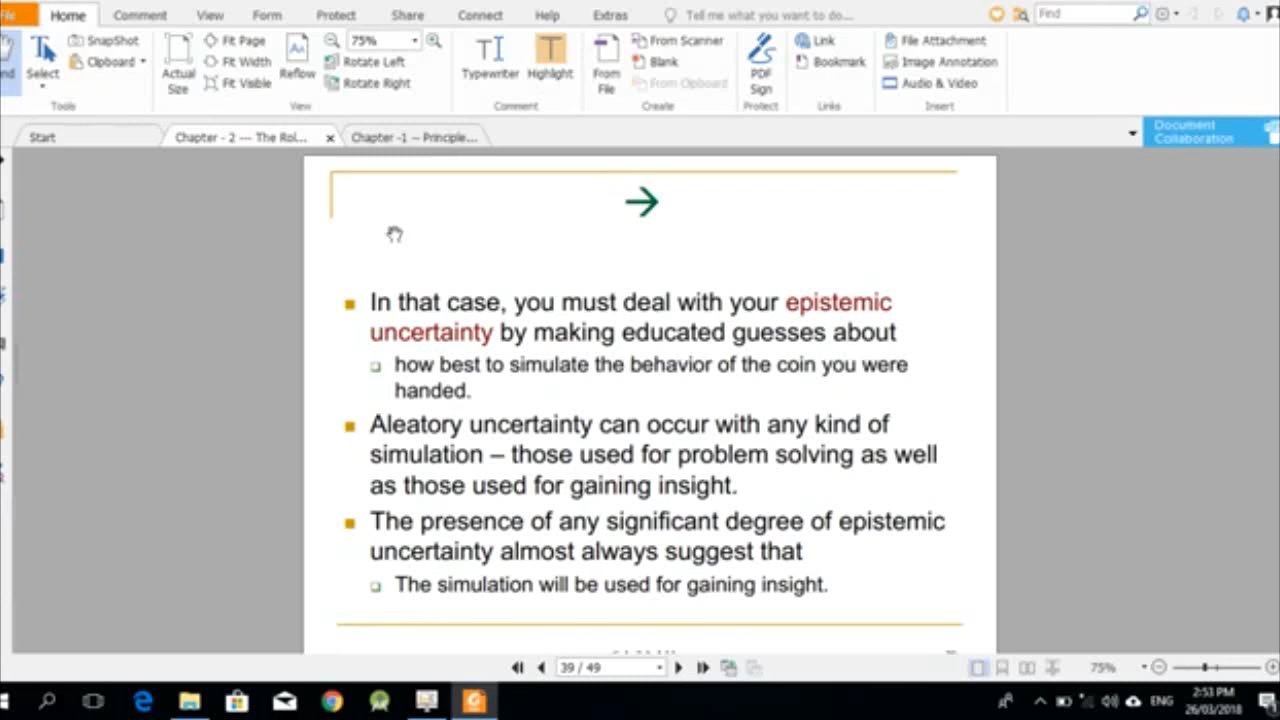 File Home Comment View Form Protect Share Connect Help Extras Tell me what you want to do... Find
SnapShot Fit Page 75% From Scanner Link File Attachment
Select Clipboard Actual Size Fit Width Reflow Rotate Left Typewriter Highlight From File Blank PDF Sign Bookmark Image Annotation
Fit Visible Rotate Right From Clipboard Audio & Video
Tools View Comment Create Protect Links Insert
Start Chapter - 2 --- The Rol... x Chapter -1 -- Principle... Document
Collaboration
In that case, you must deal with your epistemic
uncertainty by making educated guesses about
how best to simulate the behavior of the coin you were
handed.
Aleatory uncertainty can occur with any kind of
simulation – those used for problem solving as well
as those used for gaining insight.
The presence of any significant degree of epistemic
uncertainty almost always suggest that
The simulation will be used for gaining insight.
39 / 49 75%
ENG 2:53 PM
26/03/2018